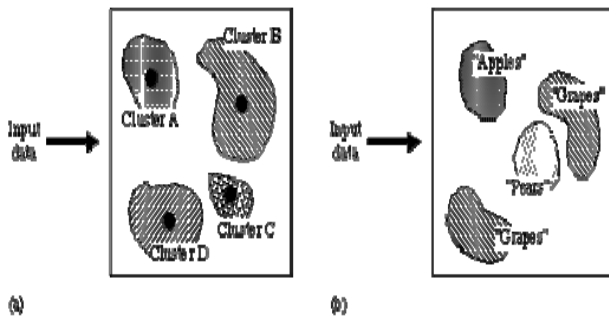 Cluster B
Cluster A
Input
data
Cluster D
Cluster C
(a)
"Apples"
"Grapes"
Input
data
"Pears"
"Grapes"
(b)